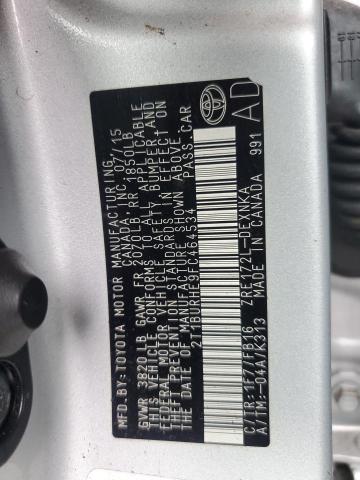 MFD.BY:TOYOTA MOTOR MANUFACTURING
CANADA,INC. 07/15
GVWR 3820LB GAWR FR 2020LB RR 1850LB
THIS VEHICLE CONFORMS TO ALL APPLICABLE
FEDERAL MOTOR VEHICLE SAFETY, BUMPER, AND
THEFT PREVENTION STANDARDS IN EFFECT ON
THE DATE OF MANUFACTURE SHOWN ABOVE.
2T1BURHE9FC464534 PASS.CAR
C/TR:1F7/FB16 ZRE172L-DEXNKA
A/TM:-04A/K313 MADE IN CANADA 991
AD